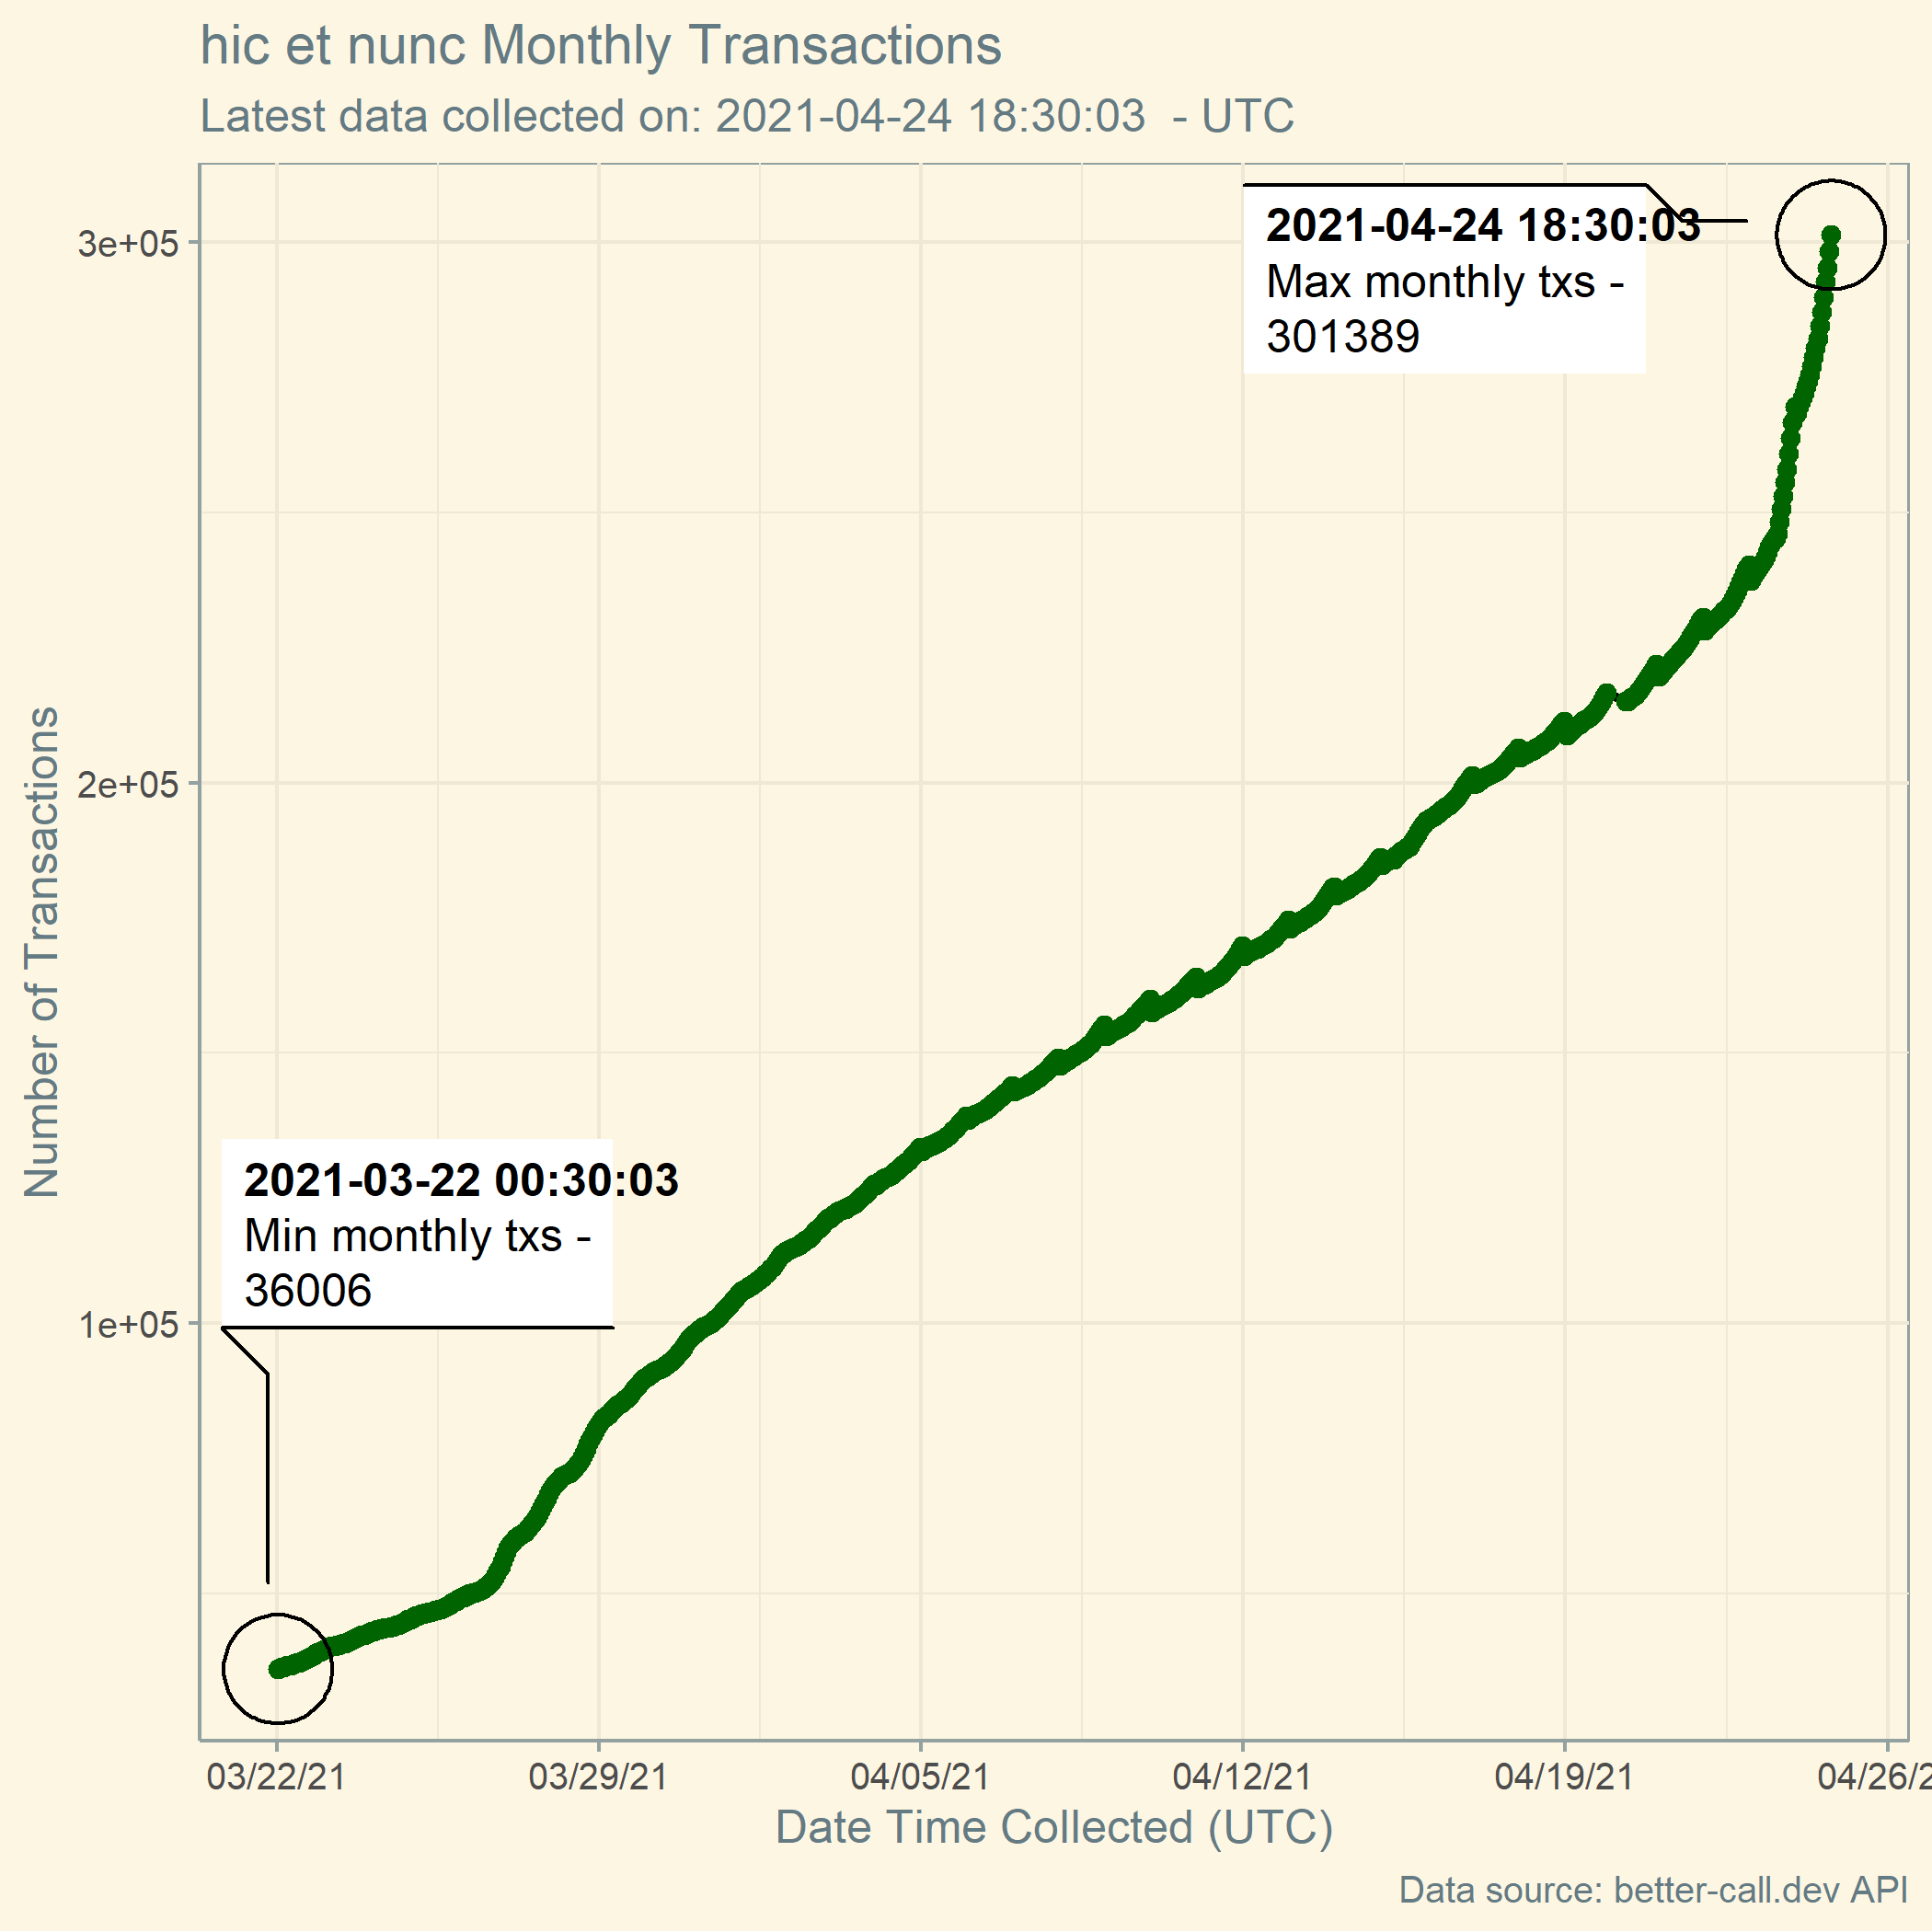 hic et nunc Monthly Transactions
Latest data collected on: 2021-04-24 18:30:03  - UTC
3e+05
2e+05
1e+05
Number of Transactions
2021-04-24 18:30:03
Max monthly txs -
301389
2021-03-22 00:30:03
Min monthly txs -
36006
03/22/21
03/29/21
04/05/21
04/12/21
04/19/21
04/26/2
Date Time Collected (UTC)
Data source: better-call.dev API